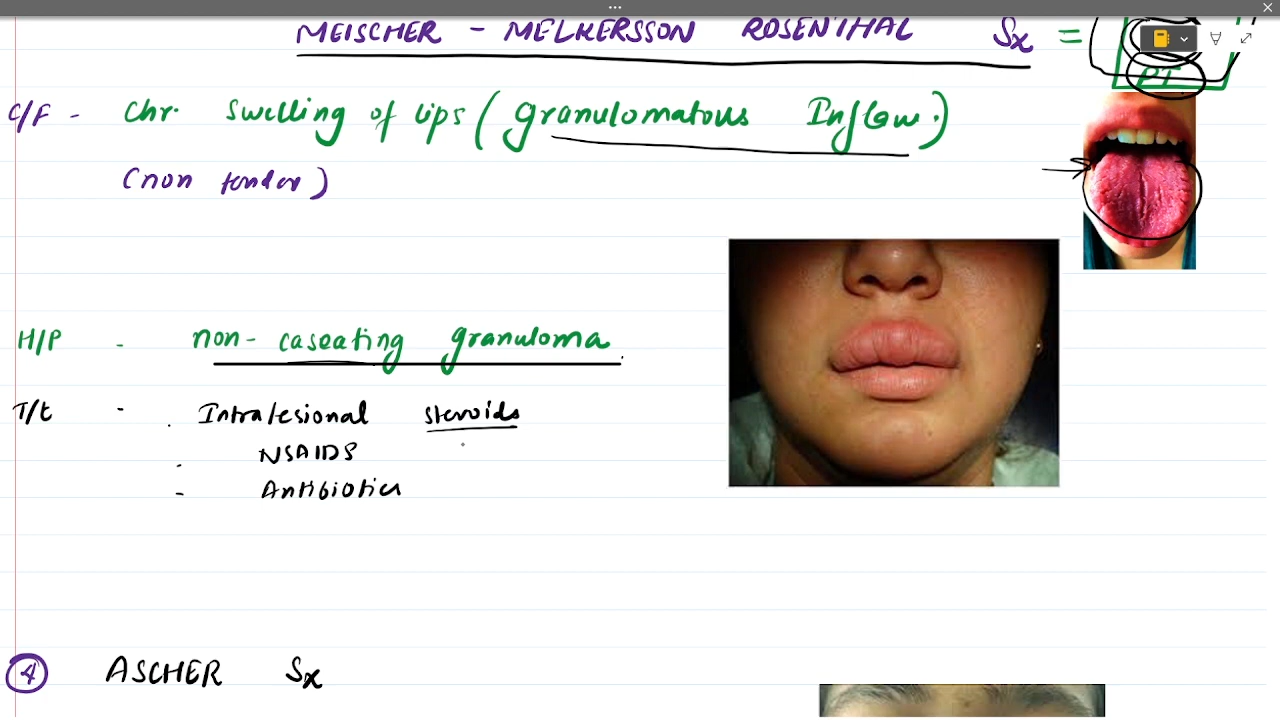 MEISCHER - MELKERSSON ROSENTHAL Sx =
PT
C/F - Chr. Swelling of lips (Granulomatous Inflam.)
(non tender)
H/P - non-caseating granuloma.
T/t - . Intralesional steroids
- NSAIDS
- Antibiotics
4 ASCHER Sx